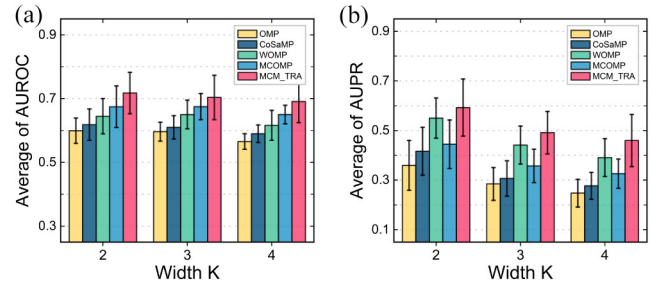 (a)
0.9
0.7
0.5
0.3
Average of AUROC
OMP
CoSaMP
WOMP
MCOMP
MCM_TRA
2
3
4
Width K
(b)
0.9
0.7
0.5
0.3
0.1
Average of AUPR
OMP
CoSaMP
WOMP
MCOMP
MCM_TRA
2
3
4
Width K